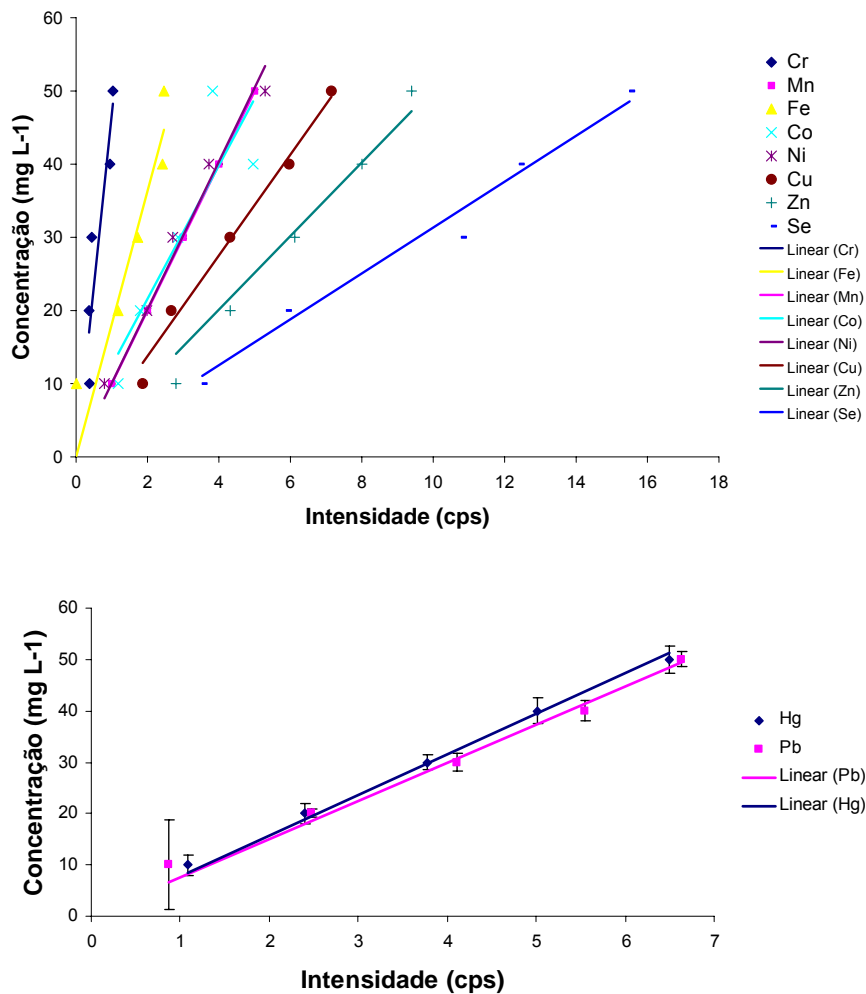 60
50
40
30
20
10
0
Concentração (mg L-1)
0 2 4 6 8 10 12 14 16 18
Intensidade (cps)
Cr
Mn
Fe
Co
Ni
Cu
Zn
Se
Linear (Cr)
Linear (Fe)
Linear (Mn)
Linear (Co)
Linear (Ni)
Linear (Cu)
Linear (Zn)
Linear (Se)
60
50
40
30
20
10
0
Concentração (mg L-1)
0 1 2 3 4 5 6 7
Intensidade (cps)
Hg
Pb
Linear (Pb)
Linear (Hg)